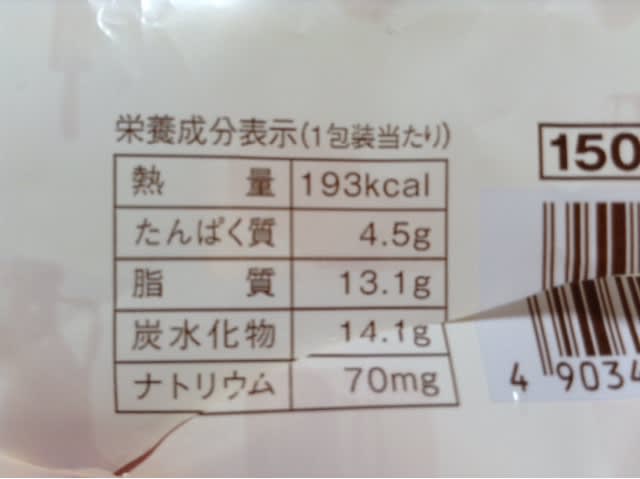 栄養成分表示(1包装当たり)
熱量 193kcal
たんぱく質 4.5g
脂質 13.1g
炭水化物 14.1g
ナトリウム 70mg
150
4 9034